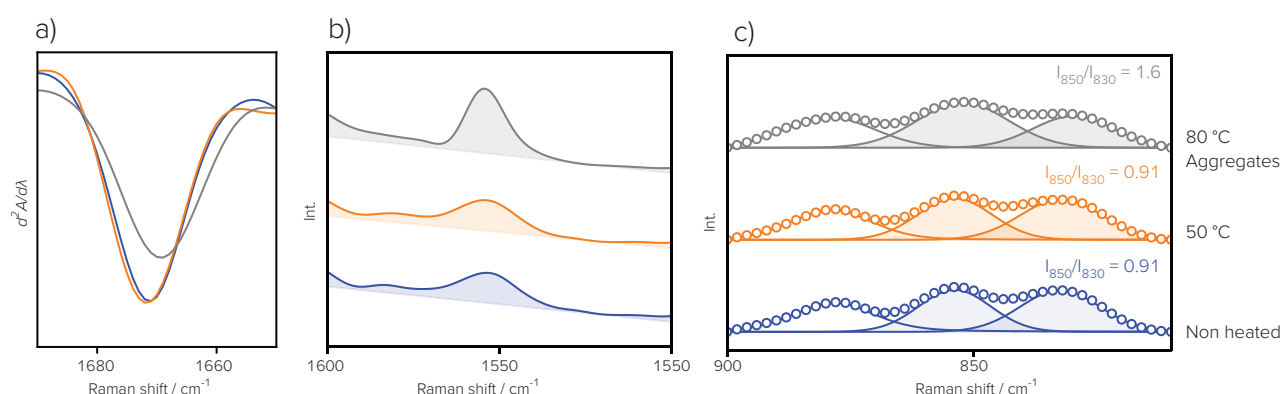 a)
b)
c)
d² A/dλ
1680
1660
Raman shift / cm⁻¹
Int.
1600
1550
1550
Raman shift / cm⁻¹
Int.
I₈₅₀/I₈₃₀ = 1.6
I₈₅₀/I₈₃₀ = 0.91
I₈₅₀/I₈₃₀ = 0.91
900
850
Raman shift / cm⁻¹
80 °C
Aggregates
50 °C
Non heated